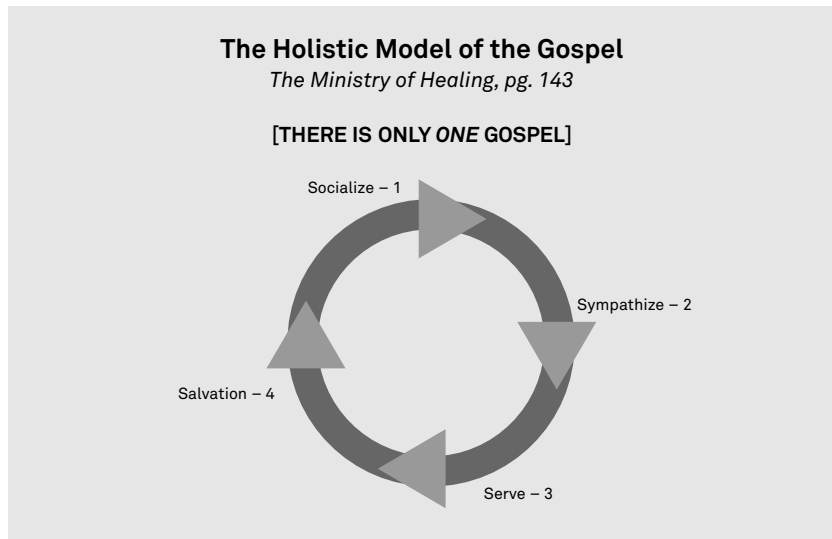 The Holistic Model of the Gospel
The Ministry of Healing, pg. 143
[THERE IS ONLY ONE GOSPEL]
Socialize – 1
Sympathize – 2
Salvation – 4
Serve – 3